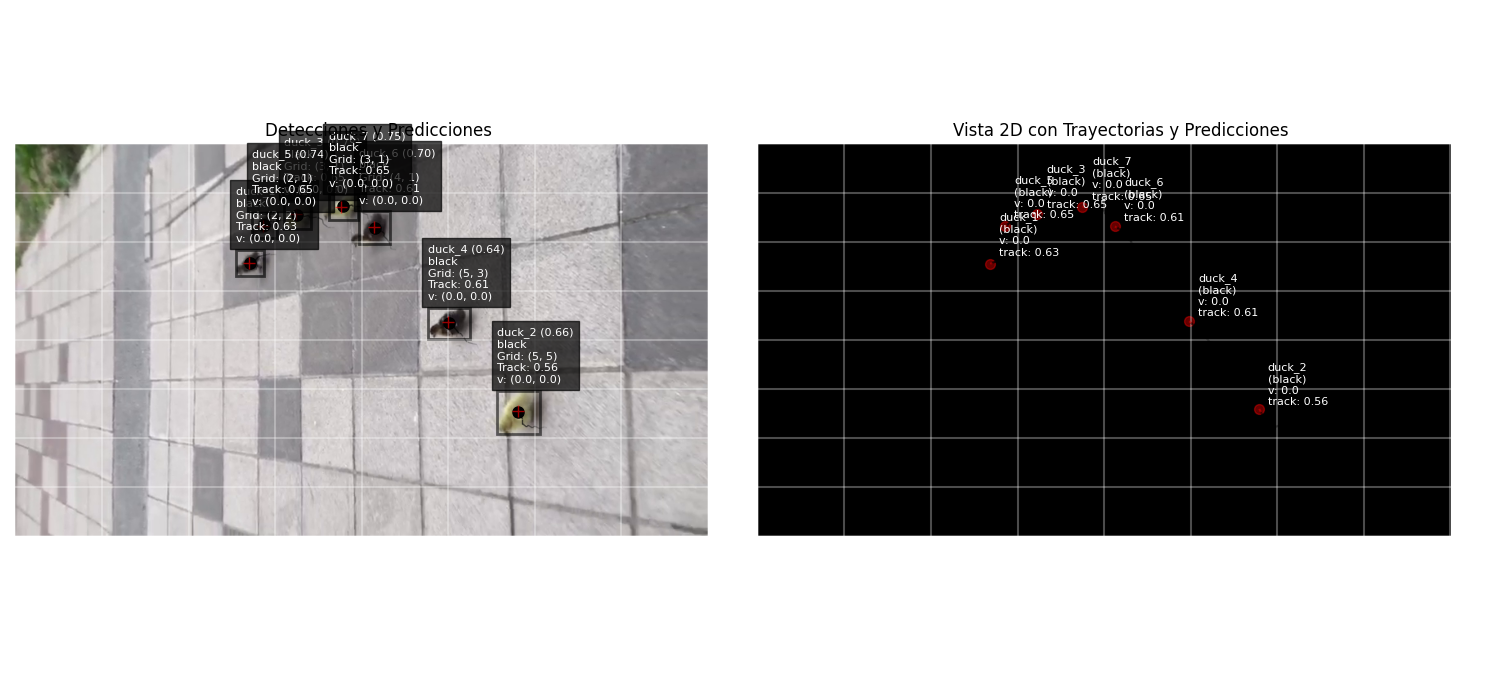 Detecciones y Predicciones
duck_7 (0.75)
black
Grid: (3, 1)
Track: 0.65
v: (0.0, 0.0)
duck_3
duck_6 (0.70)
v: (0.0, 0.0)
duck_5 (0.74)
black
Grid: (2, 1)
Track: 0.65
v: (0.0, 0.0)
Grid: (2, 2)
Track: 0.63
v: (0.0, 0.0)
duck_4 (0.64)
black
Grid: (5, 3)
Track: 0.61
v: (0.0, 0.0)
duck_2 (0.66)
black
Grid: (5, 5)
Track: 0.56
v: (0.0, 0.0)
Vista 2D con Trayectorias y Predicciones
duck_7
(black)
v: 0.0
duck_3
(black)
v: 0.0
track: 0.65
duck_6
(black)
v: 0.0
track: 0.61
(black)
v: 0.0
track: 0.65
duck_1
(black)
v: 0.0
track: 0.63
duck_4
(black)
v: 0.0
track: 0.61
duck_2
(black)
v: 0.0
track: 0.56